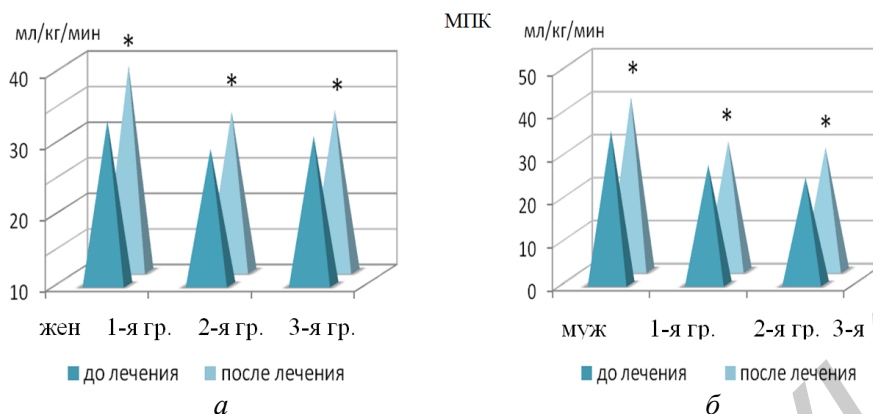 МПК
мл/кг/мин
*
*
*
40
30
20
10
жен 1-я гр. 2-я гр. 3-я гр.
до лечения после лечения
а
мл/кг/мин
*
*
*
50
40
30
20
10
0
муж 1-я гр. 2-я гр. 3-я
до лечения после лечения
б